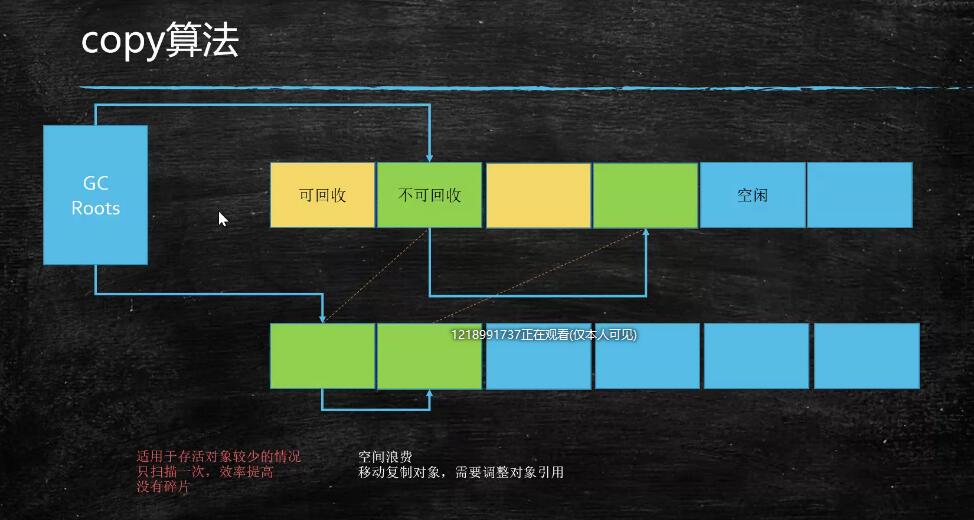 copy算法
GC
Roots
可回收
不可回收
空闲
1218991737正在观看(仅本人可见)
适用于存活对象较少的情况
只扫描一次，效率提高
没有碎片
空间浪费
移动复制对象，需要调整对象引用